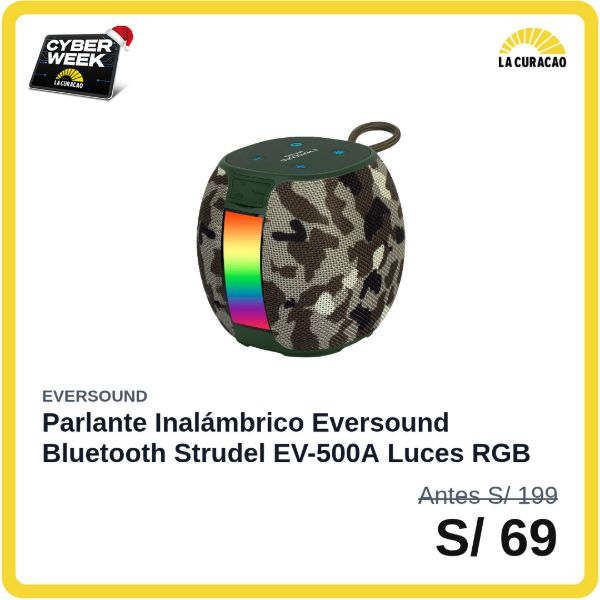 CYBER
WEEK
LA CURACAO
LA CURACAO
EVERSOUND
EVERSOUND
Parlante Inalámbrico Eversound
Bluetooth Strudel EV-500A Luces RGB
Antes S/ 199
S/ 69